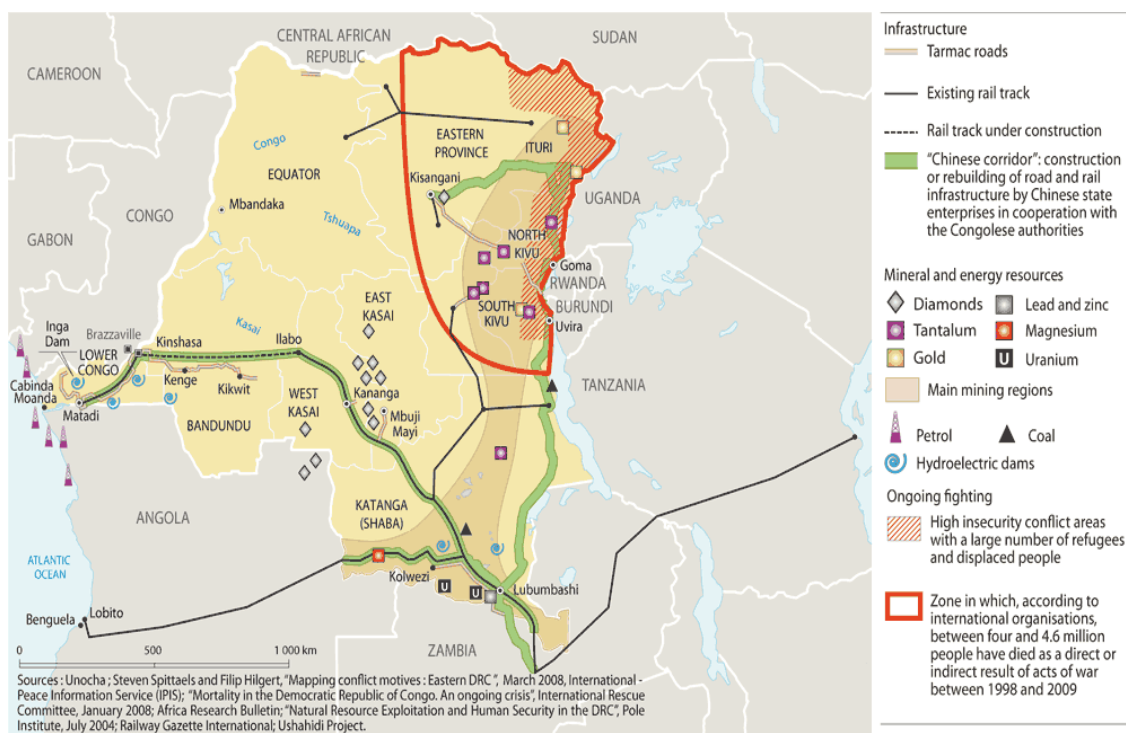 CENTRAL AFRICAN
REPUBLIC
SUDAN
CAMEROON
Congo
EASTERN
PROVINCE
ITURI
EQUATOR
Kisangani
UGANDA
CONGO
Mbandaka
Tshuapa
GABON
NORTH
KIVU
Goma
RWANDA
BURUNDI
EAST
KASAI
SOUTH
KIVU
Uvira
Inga
Dam
Brazzaville
Kinshasa
Kasai
Ilabo
LOWER
CONGO
Kenge
Kikwit
Cabinda
Moanda
Matadi
WEST
KASAI
Kananga
Mbuji
Mayi
TANZANIA
BANDUNDU
KATANGA
(SHABA)
ANGOLA
ATLANTIC
OCEAN
Kolwezi
Lubumbashi
Lobito
Benguela
ZAMBIA
0 500 1 000 km
Sources : Unocha ; Steven Spittaels and Filip Hilgert, "Mapping conflict motives : Eastern DRC ", March 2008, International -
Peace Information Service (IPIS); "Mortality in the Democratic Republic of Congo. An ongoing crisis", International Rescue
Committee, January 2008; Africa Research Bulletin; "Natural Resource Exploitation and Human Security in the DRC", Pole
Institute, July 2004; Railway Gazette International; Ushahidi Project.
Infrastructure
Tarmac roads
Existing rail track
Rail track under construction
"Chinese corridor": construction
or rebuilding of road and rail
infrastructure by Chinese state
enterprises in cooperation with
the Congolese authorities
Mineral and energy resources
Diamonds
Lead and zinc
Tantalum
Magnesium
Gold
U Uranium
Main mining regions
Petrol
Coal
Hydroelectric dams
Ongoing fighting
High insecurity conflict areas
with a large number of refugees
and displaced people
Zone in which, according to
international organisations,
between four and 4.6 million
people have died as a direct or
indirect result of acts of war
between 1998 and 2009